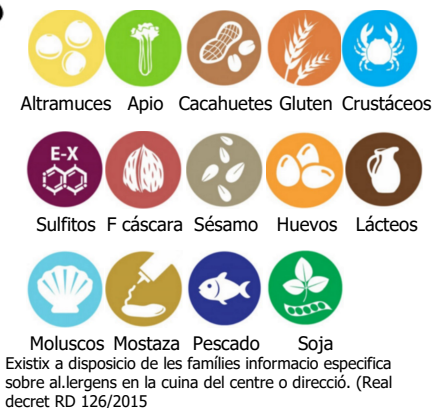 Altramuces Apio Cacahuetes Gluten Crustáceos
E-X
Sulfitos F cáscara Sésamo Huevos Lácteos
Moluscos Mostaza Pescado Soja
Existix a disposicio de les famílies informacio especifica
sobre al.lergens en la cuina del centre o direcció. (Real
decret RD 126/2015